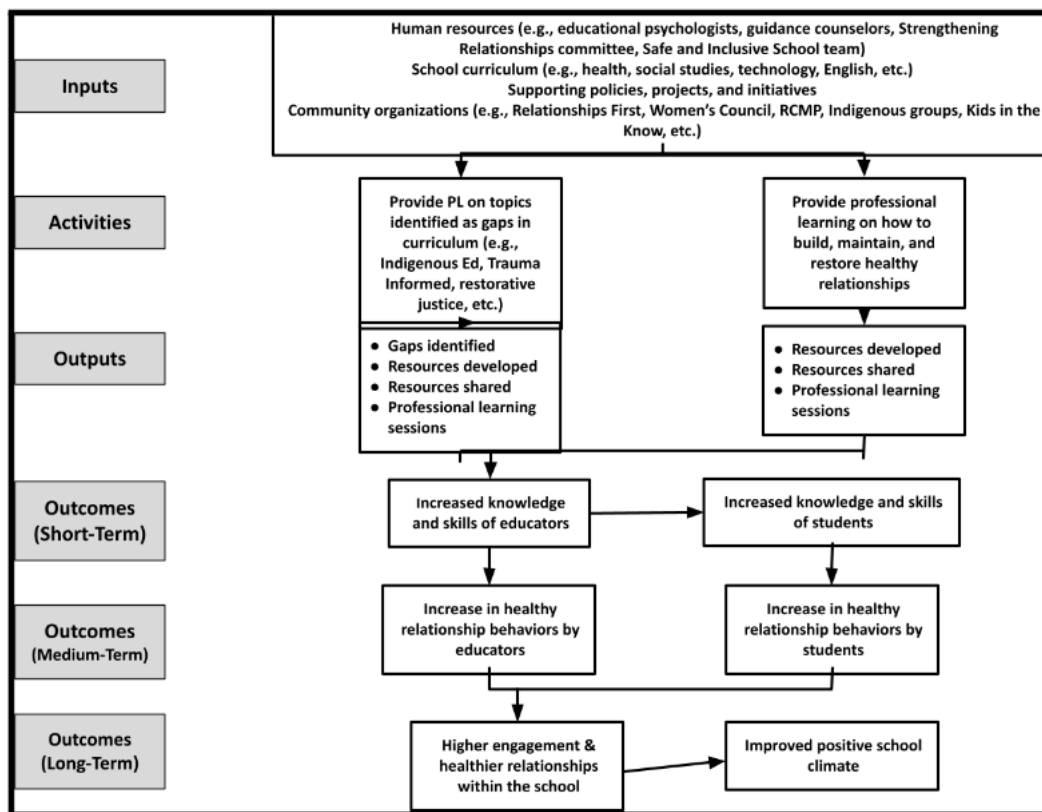 Inputs
Human resources (e.g., educational psychologists, guidance counselors, Strengthening
Relationships committee, Safe and Inclusive School team)
School curriculum (e.g., health, social studies, technology, English, etc.)
Supporting policies, projects, and initiatives
Community organizations (e.g., Relationships First, Women's Council, RCMP, Indigenous groups, Kids in the
Know, etc.)
Activities
Provide PL on topics
identified as gaps in
curriculum (e.g.,
Indigenous Ed, Trauma
Informed, restorative
justice, etc.)
Provide professional
learning on how to
build, maintain, and
restore healthy
relationships
Outputs
● Gaps identified
● Resources developed
● Resources shared
● Professional learning
sessions
● Resources developed
● Resources shared
● Professional learning
sessions
Outcomes
(Short-Term)
Increased knowledge
and skills of educators
Increased knowledge and skills
of students
Outcomes
(Medium-Term)
Increase in healthy
relationship behaviors by
educators
Increase in healthy
relationship behaviors by
students
Outcomes
(Long-Term)
Higher engagement &
healthier relationships
within the school
Improved positive school
climate